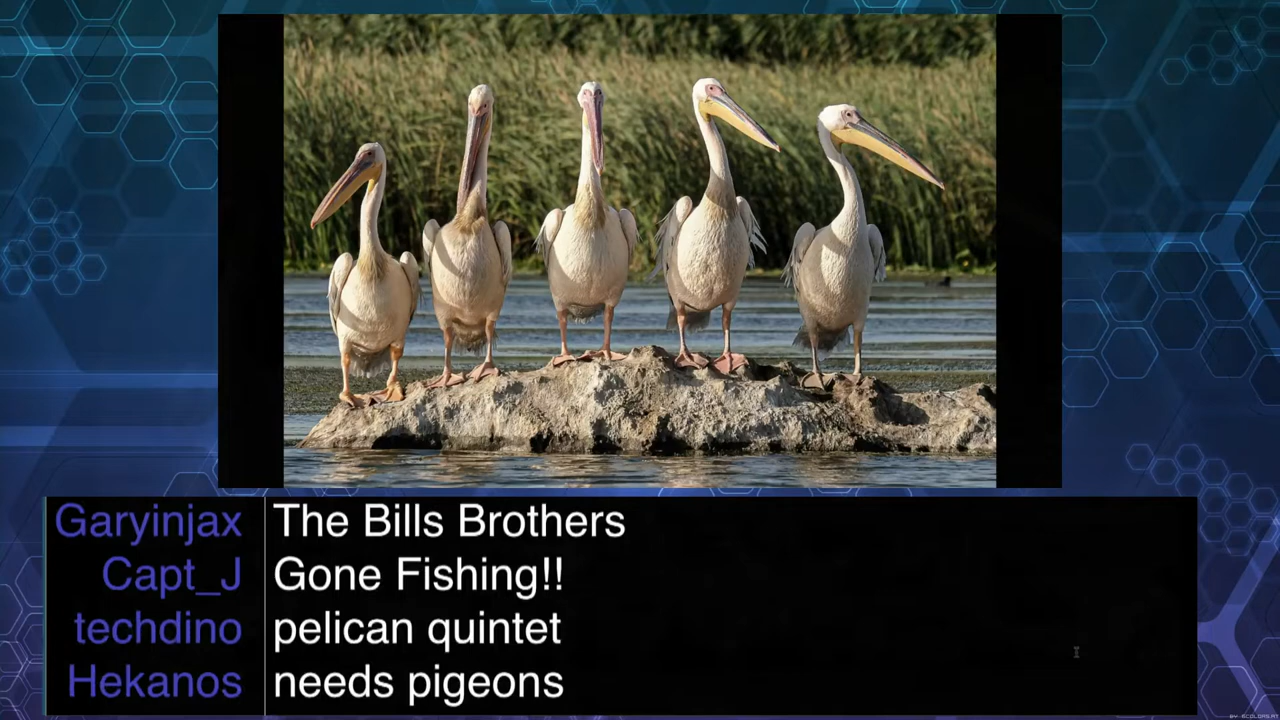 Garyinjax The Bills Brothers
Capt_J Gone Fishing!!
techdino pelican quintet
Hekanos needs pigeons